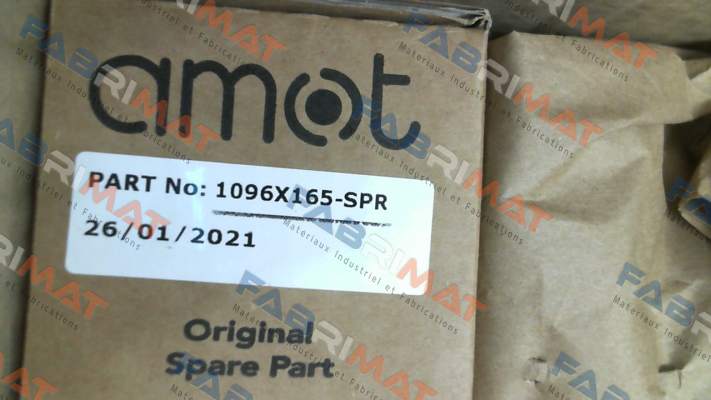 amot
PART No: 1096X165-SPR
26/01/2021
Original
Spare Part
FABRIMAT
Materiaux Industriel et Fabrications